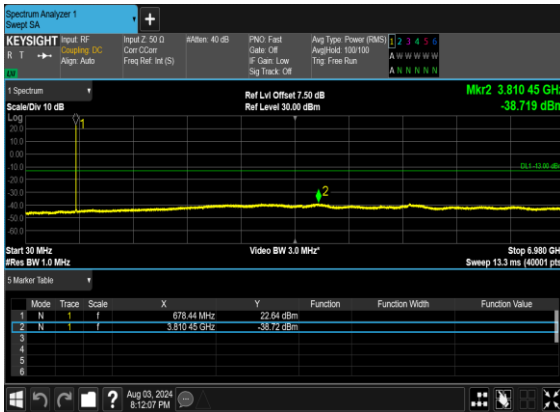 Spectrum Analyzer 1
Swept SA
+
KEYSIGHT Input: RF Input Z: 50 Ω #Atten: 40 dB PNO: Fast Avg Type: Power (RMS) 1 2 3 4 5 6
R T Coupling: DC Corr CCorr Gate: Off Avg|Hold: 100/100 A W W W W W
Align: Auto Freq Ref: Int (S) IF Gain: Low Trig: Free Run
Sig Track: Off A N N N N N
1 Spectrum
Ref Lvl Offset 7.50 dB Mkr2 3.810 45 GHz
Scale/Div 10 dB Ref Level 30.00 dBm -38.719 dBm
Log
20.0
10.0
0.00
-10.0
-20.0
-30.0
-40.0
-50.0
-60.0
1
DL1 -13.00 dBm
2
Start 30 MHz Video BW 3.0 MHz* Stop 6.980 GHz
#Res BW 1.0 MHz Sweep 13.3 ms (40001 pts)
5 Marker Table
Mode Trace Scale X Y Function Function Width Function Value
1 N 1 f 678.44 MHz 22.64 dBm
2 N 1 f 3.810 45 GHz -38.72 dBm
3
4
5
6
? Aug 03, 2024
8:12:07 PM